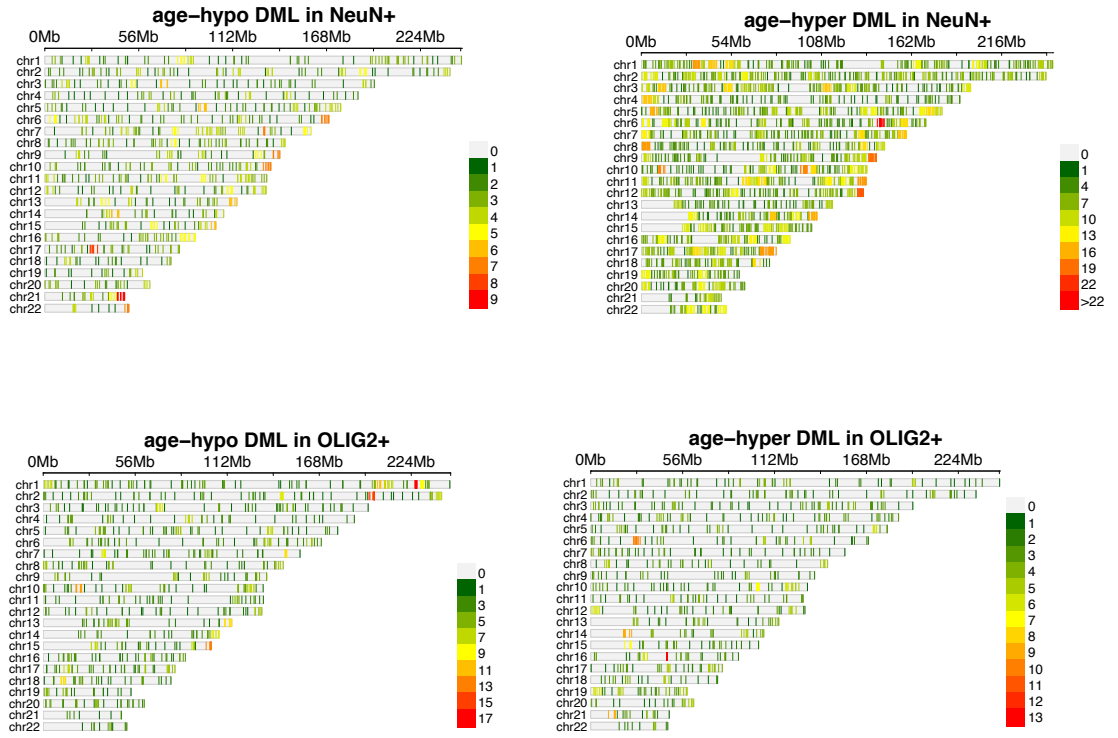 age−hypo DML in NeuN+
0Mb 56Mb 112Mb 168Mb 224Mb
chr1
chr2
chr3
chr4
chr5
chr6
chr7
chr8
chr9
chr10
chr11
chr12
chr13
chr14
chr15
chr16
chr17
chr18
chr19
chr20
chr21
chr22
0
1
2
3
4
5
6
7
8
9
age−hyper DML in NeuN+
0Mb 54Mb 108Mb 162Mb 216Mb
chr1
chr2
chr3
chr4
chr5
chr6
chr7
chr8
chr9
chr10
chr11
chr12
chr13
chr14
chr15
chr16
chr17
chr18
chr19
chr20
chr21
chr22
0
1
4
7
10
13
16
19
22
>22
age−hypo DML in OLIG2+
0Mb 56Mb 112Mb 168Mb 224Mb
chr1
chr2
chr3
chr4
chr5
chr6
chr7
chr8
chr9
chr10
chr11
chr12
chr13
chr14
chr15
chr16
chr17
chr18
chr19
chr20
chr21
chr22
0
1
3
5
7
9
11
13
15
17
age−hyper DML in OLIG2+
0Mb 56Mb 112Mb 168Mb 224Mb
chr1
chr2
chr3
chr4
chr5
chr6
chr7
chr8
chr9
chr10
chr11
chr12
chr13
chr14
chr15
chr16
chr17
chr18
chr19
chr20
chr21
chr22
0
1
2
3
4
5
6
7
8
9
10
11
12
13